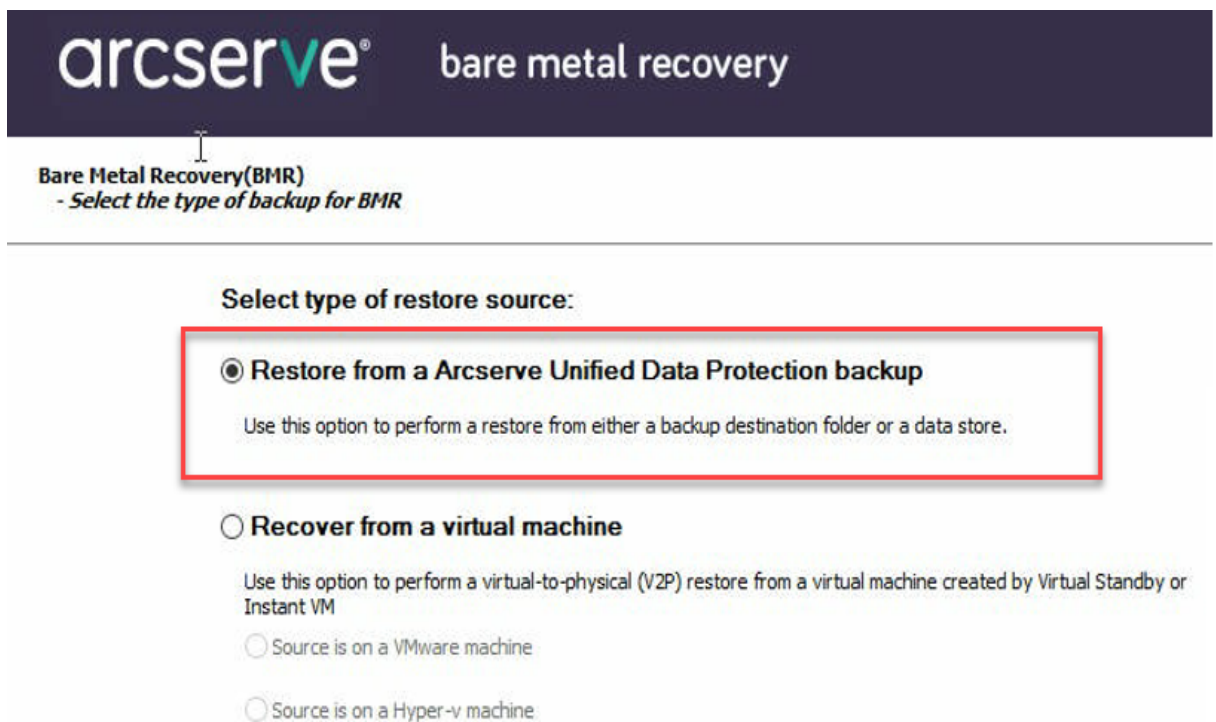 arcserve® bare metal recovery
Bare Metal Recovery(BMR)
- Select the type of backup for BMR
Select type of restore source:
Restore from a Arcserve Unified Data Protection backup
Use this option to perform a restore from either a backup destination folder or a data store.
Recover from a virtual machine
Use this option to perform a virtual-to-physical (V2P) restore from a virtual machine created by Virtual Standby or
Instant VM
Source is on a VMware machine
Source is on a Hyper-v machine